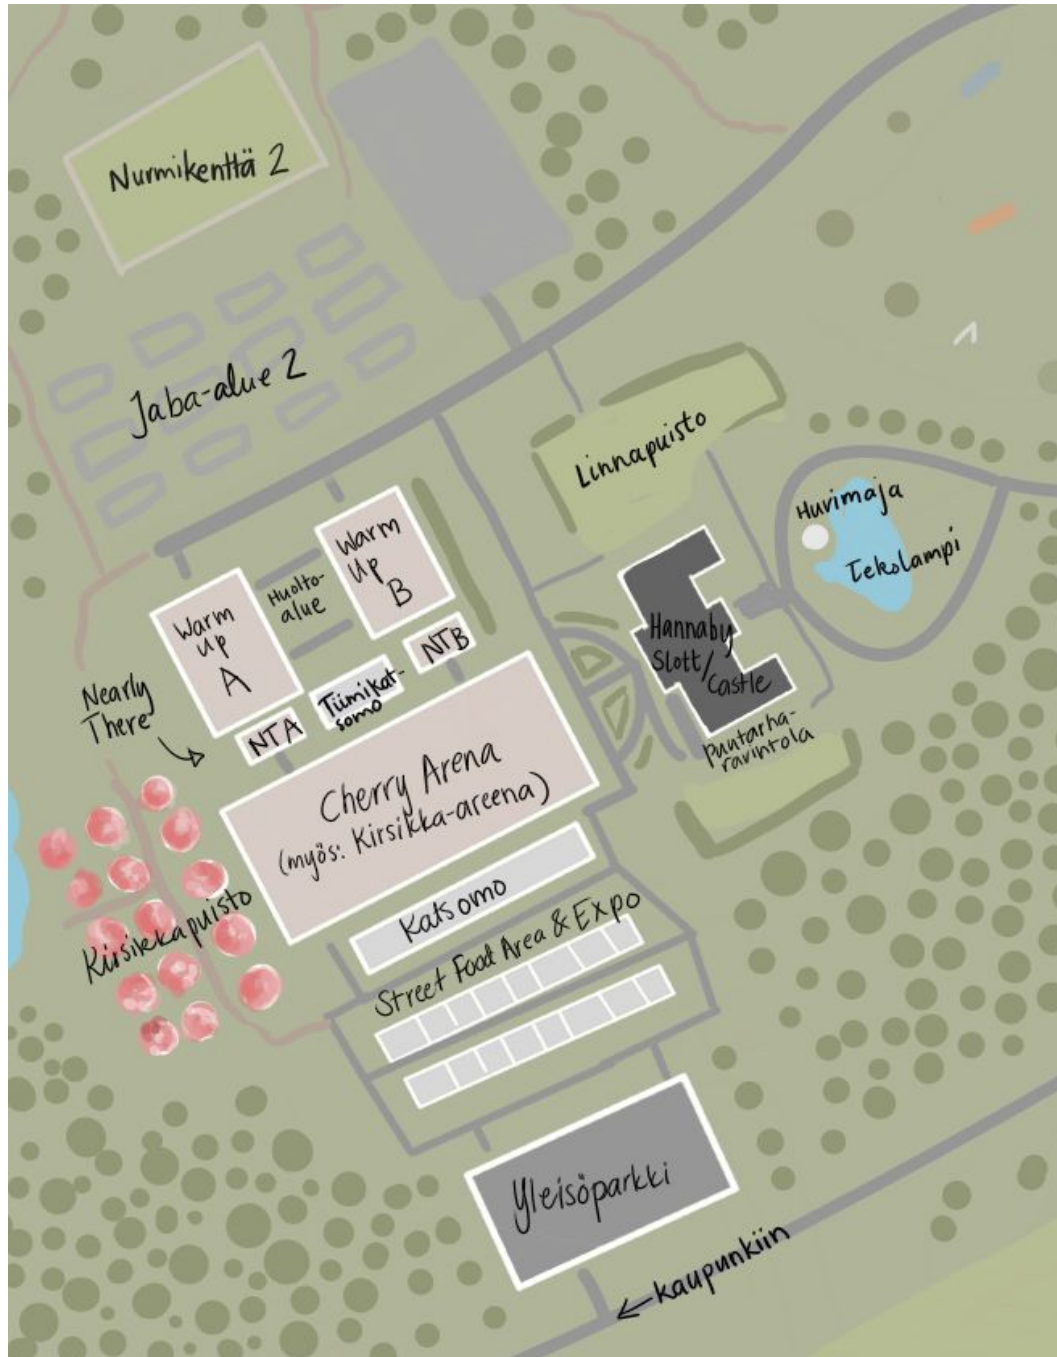 Nurmikenttä 2
Jaba-alue 2
Linnapuisto
Huvimaja
Tekolampi
Warm
Up
B
Huolto-
alue
Warm
Up
A
NTB
Hannaby
Slott/
Castle
Tiimikat-
somo
Nearly
There
NTA
Puutarha-
ravintola
Cherry Arena
(myös: Kirsikka-areena)
Katsomo
Kirsikkapuisto
Street Food Area & Expo
Yleisöparkki
kaupunkiin